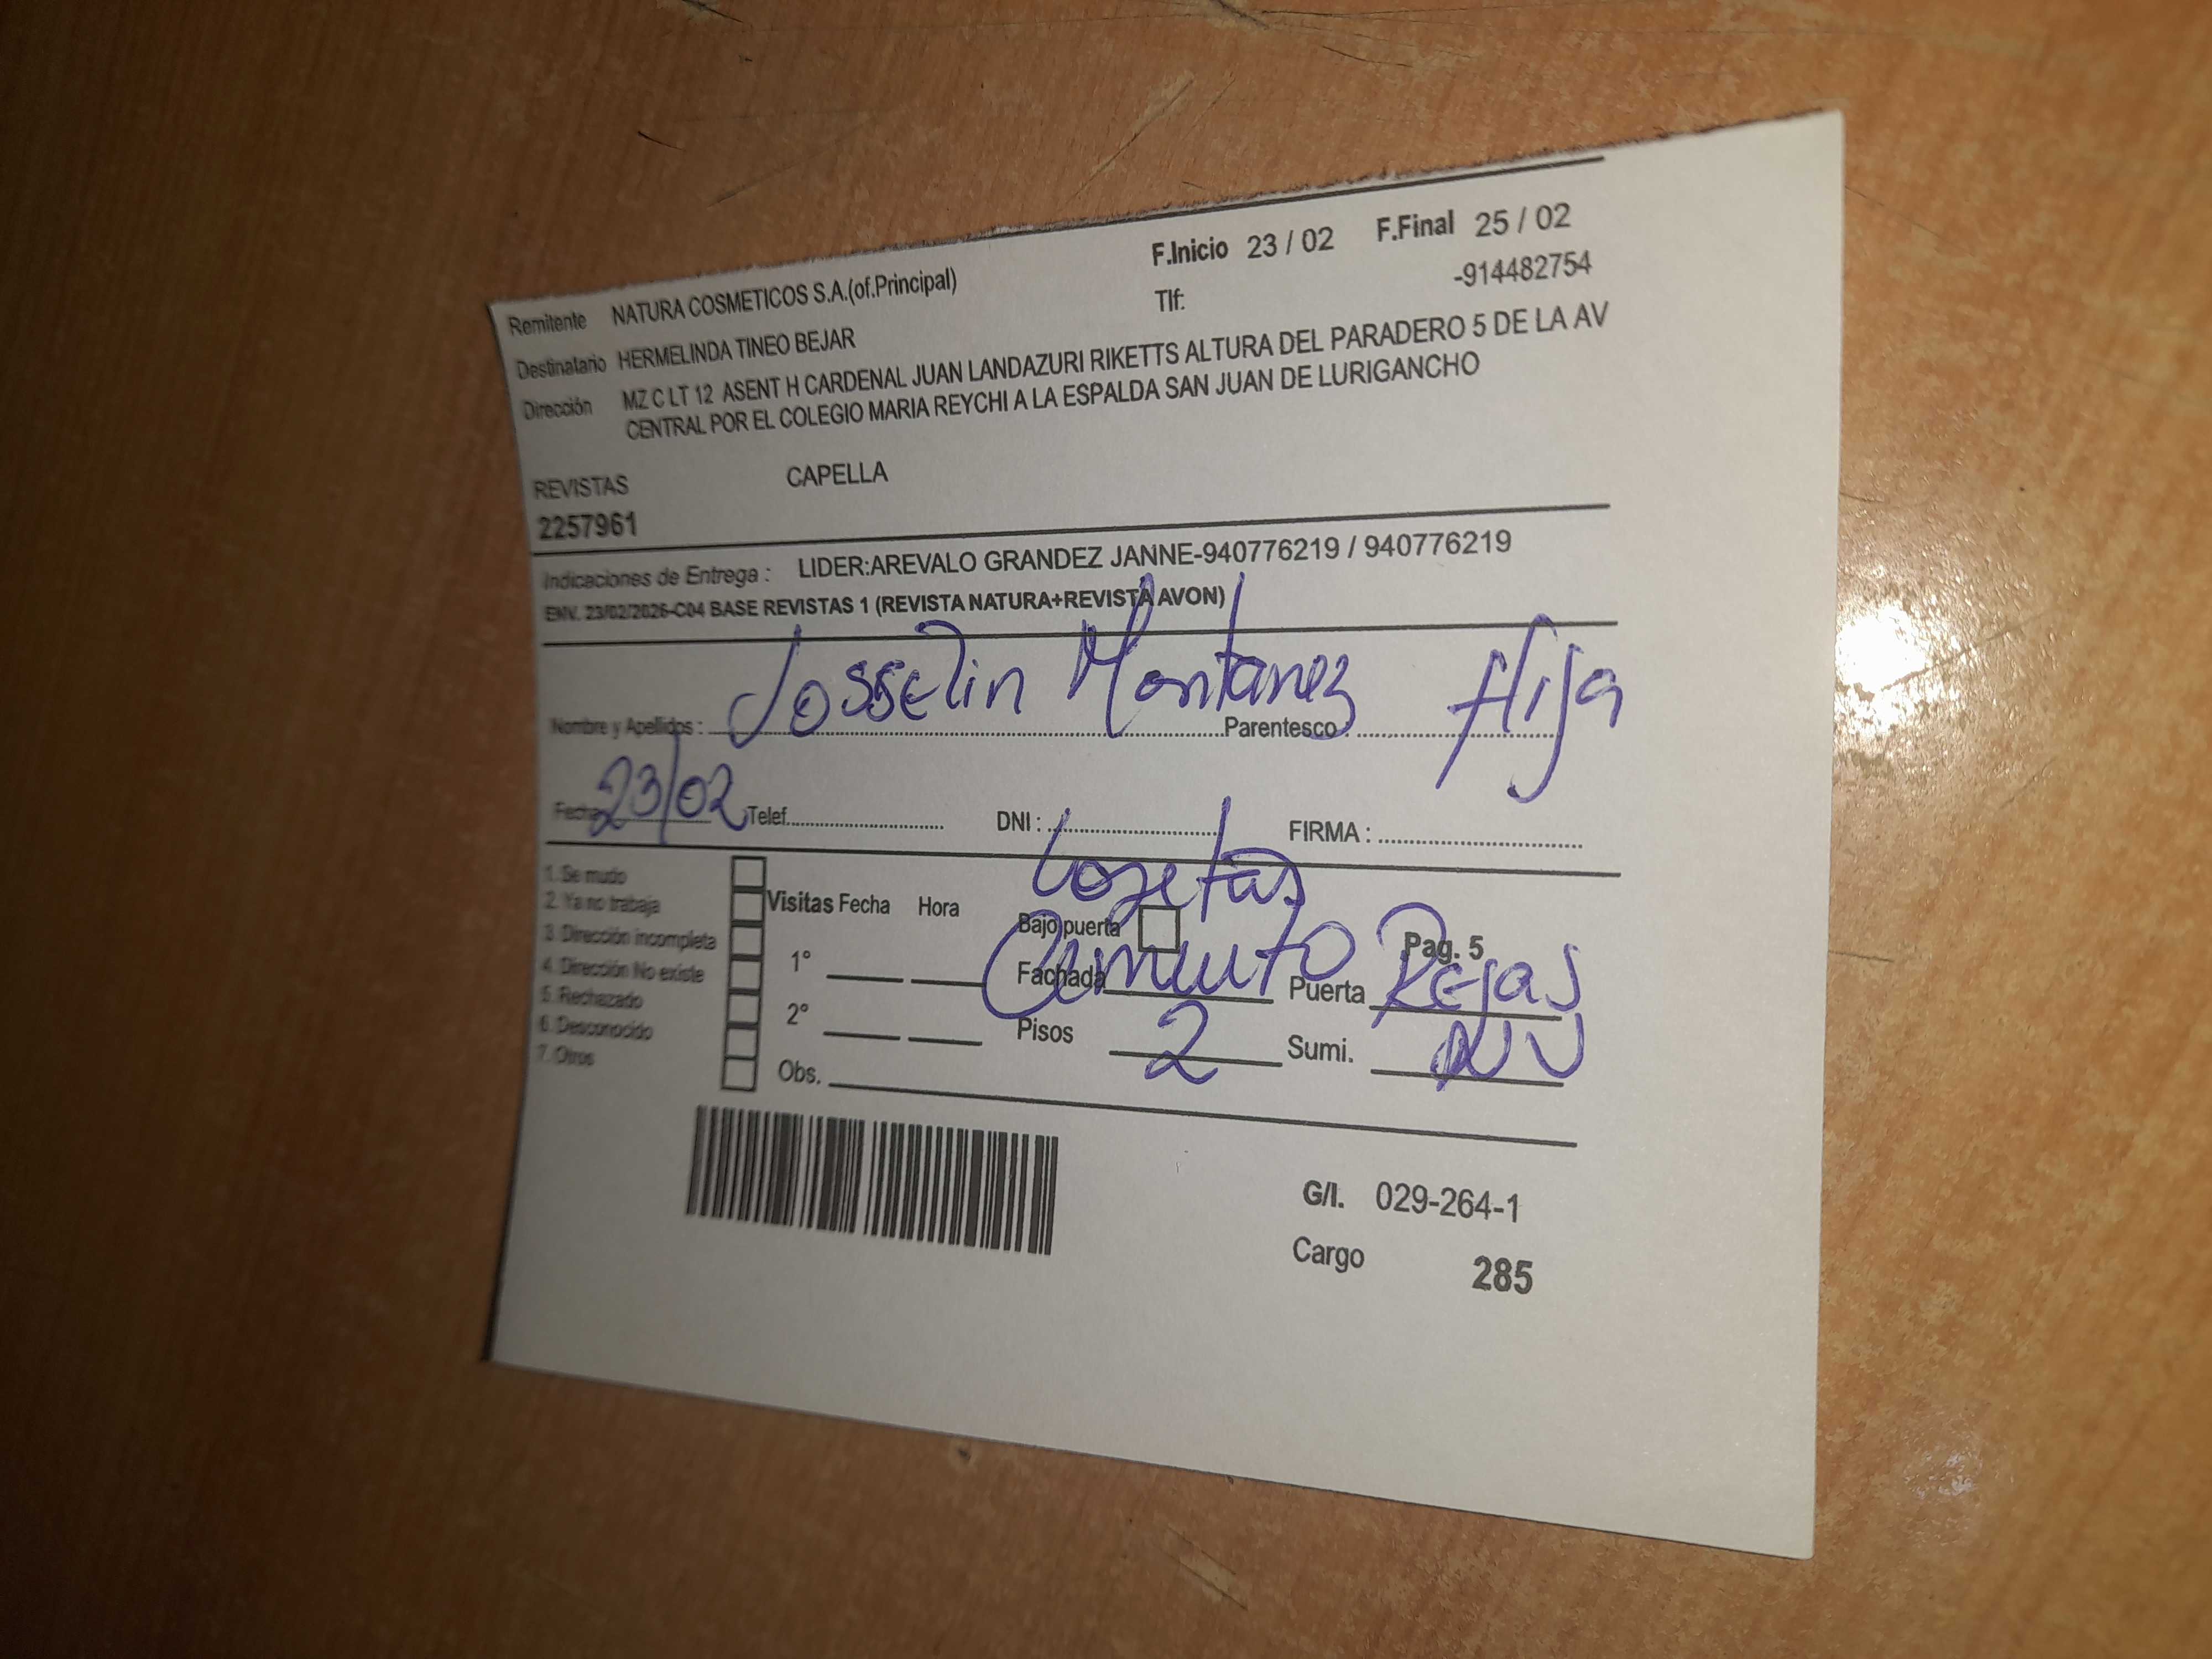 F.Inicio 23 / 02 F.Final 25 / 02
Remitente NATURA COSMETICOS S.A.(of.Principal) Tlf: -914482754
Destinatario HERMELINDA TINEO BEJAR
Dirección MZ C LT 12 ASENT H CARDENAL JUAN LANDAZURI RIKETTS ALTURA DEL PARADERO 5 DE LA AV
CENTRAL POR EL COLEGIO MARIA REYCHI A LA ESPALDA SAN JUAN DE LURIGANCHO
REVISTAS CAPELLA
2257961
Indicaciones de Entrega : LIDER:AREVALO GRANDEZ JANNE-940776219 / 940776219
ENV. 23/02/2026-C04 BASE REVISTAS 1 (REVISTA NATURA+REVISTA AVON)
Nombre y Apellidos : Josselin Montanez Parentesco : Hija
Fecha 23/02 Telef. DNI : FIRMA :
Losetas
1. Se mudo
2. Ya no trabaja Visitas Fecha Hora Bajo puerta
3. Dirección incompleta Pag. 5
4. Dirección No existe 1° Fachada Cemento Puerta Rejas
5. Rechazado
6. Desconocido 2° Pisos 2 Sumi. NV
7. Otros Obs.
G/I. 029-264-1
Cargo 285